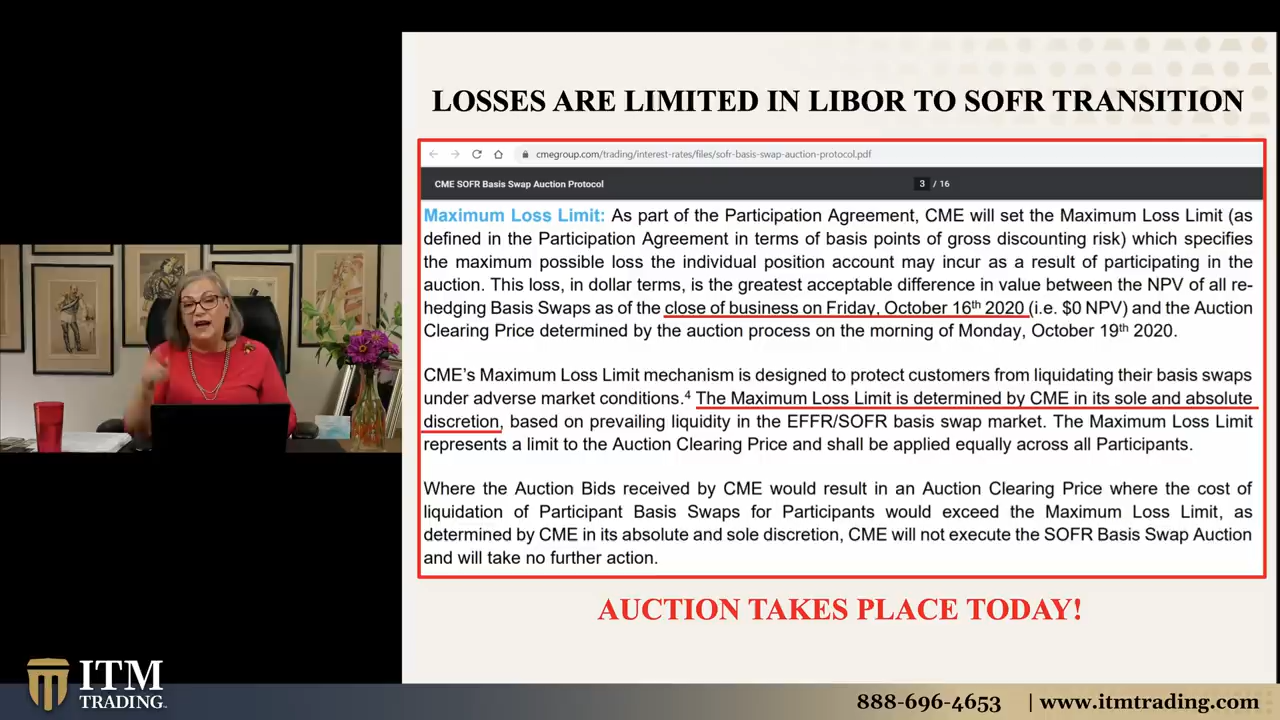 LOSSES ARE LIMITED IN LIBOR TO SOFR TRANSITION
cmegroup.com/trading/interest-rates/files/sofr-basis-swap-auction-protocol.pdf
CME SOFR Basis Swap Auction Protocol 3 / 16
Maximum Loss Limit: As part of the Participation Agreement, CME will set the Maximum Loss Limit (as
defined in the Participation Agreement in terms of basis points of gross discounting risk) which specifies
the maximum possible loss the individual position account may incur as a result of participating in the
auction. This loss, in dollar terms, is the greatest acceptable difference in value between the NPV of all re-
hedging Basis Swaps as of the close of business on Friday, October 16th 2020 (i.e. $0 NPV) and the Auction
Clearing Price determined by the auction process on the morning of Monday, October 19th 2020.
CME's Maximum Loss Limit mechanism is designed to protect customers from liquidating their basis swaps
under adverse market conditions.4 The Maximum Loss Limit is determined by CME in its sole and absolute
discretion, based on prevailing liquidity in the EFFR/SOFR basis swap market. The Maximum Loss Limit
represents a limit to the Auction Clearing Price and shall be applied equally across all Participants.
Where the Auction Bids received by CME would result in an Auction Clearing Price where the cost of
liquidation of Participant Basis Swaps for Participants would exceed the Maximum Loss Limit, as
determined by CME in its absolute and sole discretion, CME will not execute the SOFR Basis Swap Auction
and will take no further action.
AUCTION TAKES PLACE TODAY!
ITM
TRADING
888-696-4653 | www.itmtrading.com